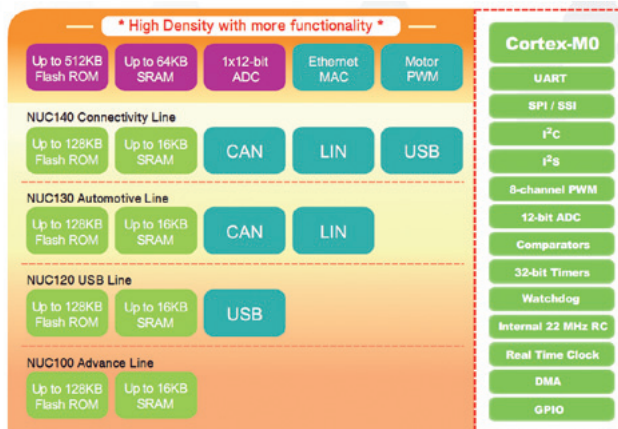 * High Density with more functionality *
Up to 512KB
Flash ROM
Up to 64KB
SRAM
1x12-bit
ADC
Ethernet
MAC
Motor
PWM
NUC140 Connectivity Line
Up to 128KB
Flash ROM
Up to 16KB
SRAM
CAN
LIN
USB
NUC130 Automotive Line
Up to 128KB
Flash ROM
Up to 16KB
SRAM
CAN
LIN
NUC120 USB Line
Up to 128KB
Flash ROM
Up to 16KB
SRAM
USB
NUC100 Advance Line
Up to 128KB
Flash ROM
Up to 16KB
SRAM
Cortex-M0
UART
SPI / SSI
I²C
I²S
8-channel PWM
12-bit ADC
Comparators
32-bit Timers
Watchdog
Internal 22 MHz RC
Real Time Clock
DMA
GPIO